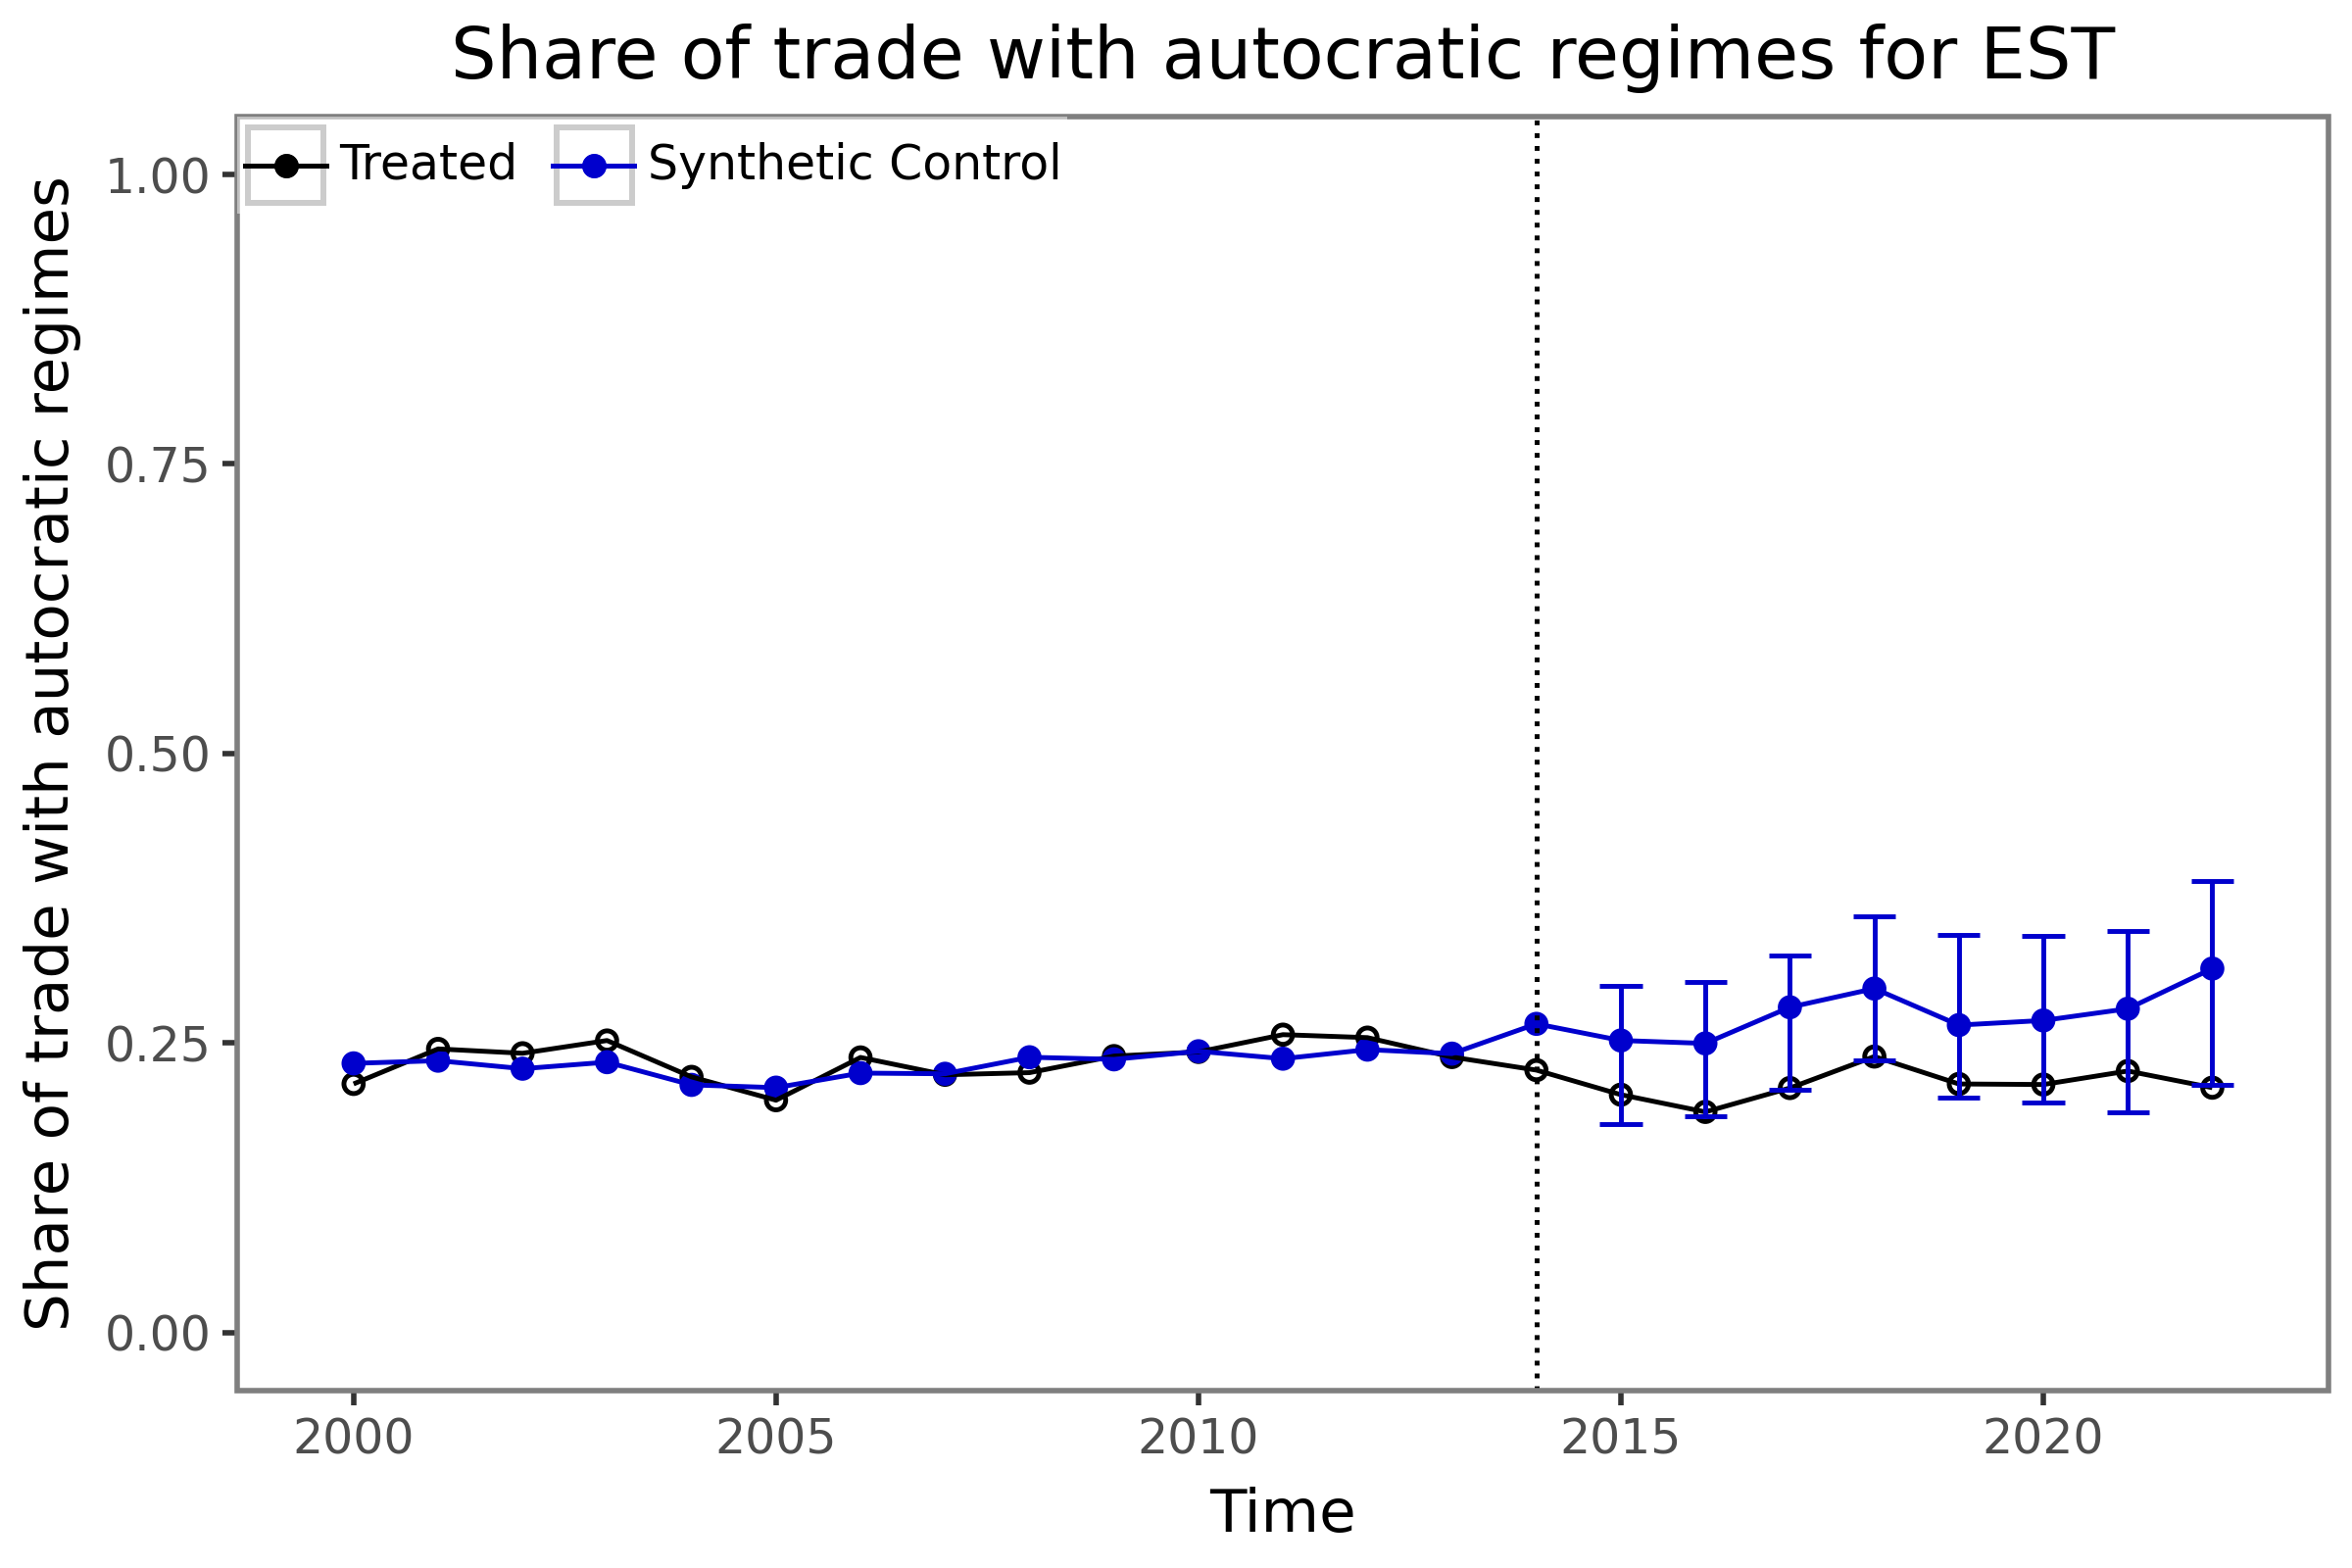 Share of trade with autocratic regimes for EST
Treated
Synthetic Control
Share of trade with autocratic regimes
1.00
0.75
0.50
0.25
0.00
2000
2005
2010
2015
2020
Time